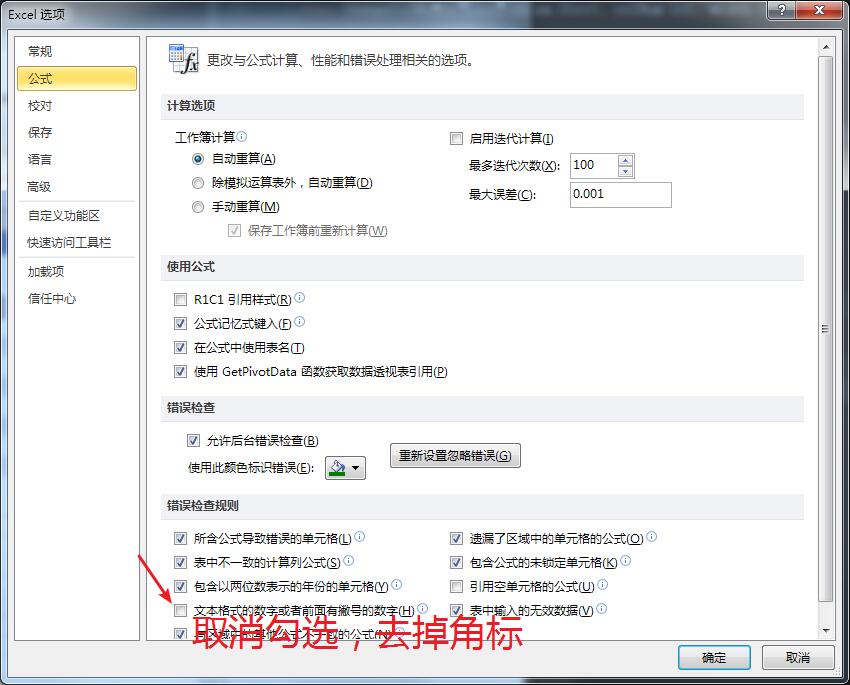 Excel 选项
常规
公式
校对
保存
语言
高级
自定义功能区
快速访问工具栏
加载项
信任中心
更改与公式计算、性能和错误处理相关的选项。
计算选项
工作簿计算
自动重算(A)
除模拟运算表外，自动重算(D)
手动重算(M)
保存工作簿前重新计算(W)
启用迭代计算(I)
最多迭代次数(X): 100
最大误差(C): 0.001
使用公式
R1C1 引用样式(R)
公式记忆式键入(F)
在公式中使用表名(T)
使用 GetPivotData 函数获取数据透视表引用(P)
错误检查
允许后台错误检查(B)
使用此颜色标识错误(E):
重新设置忽略错误(G)
错误检查规则
所含公式导致错误的单元格(L)
表中不一致的计算列公式(S)
包含以两位数表示的年份的单元格(Y)
文本格式的数字或者前面有撇号的数字(H)
与区域中的其他公式不一致的公式(N)
遗漏了区域中的单元格的公式(O)
包含公式的未锁定单元格(K)
引用空单元格的公式(U)
表中输入的无效数据(V)
取消勾选，去掉角标
确定
取消